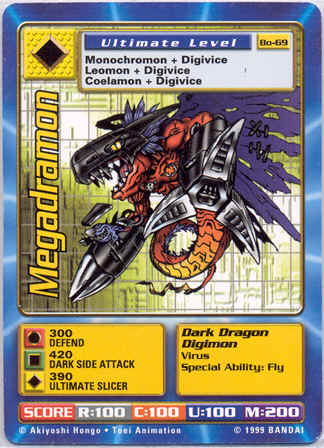 Ultimate Level
Bo-69
Monochromon + Digivice
Leomon + Digivice
Coelamon + Digivice
Megadramon
300
DEFEND
420
DARK SIDE ATTACK
390
ULTIMATE SLICER
Dark Dragon
Digimon
Virus
Special Ability: Fly
SCORE R:100 C:100 U:100 M:200
© Akiyoshi Hongo • Toei Animation © 1999 BANDAI